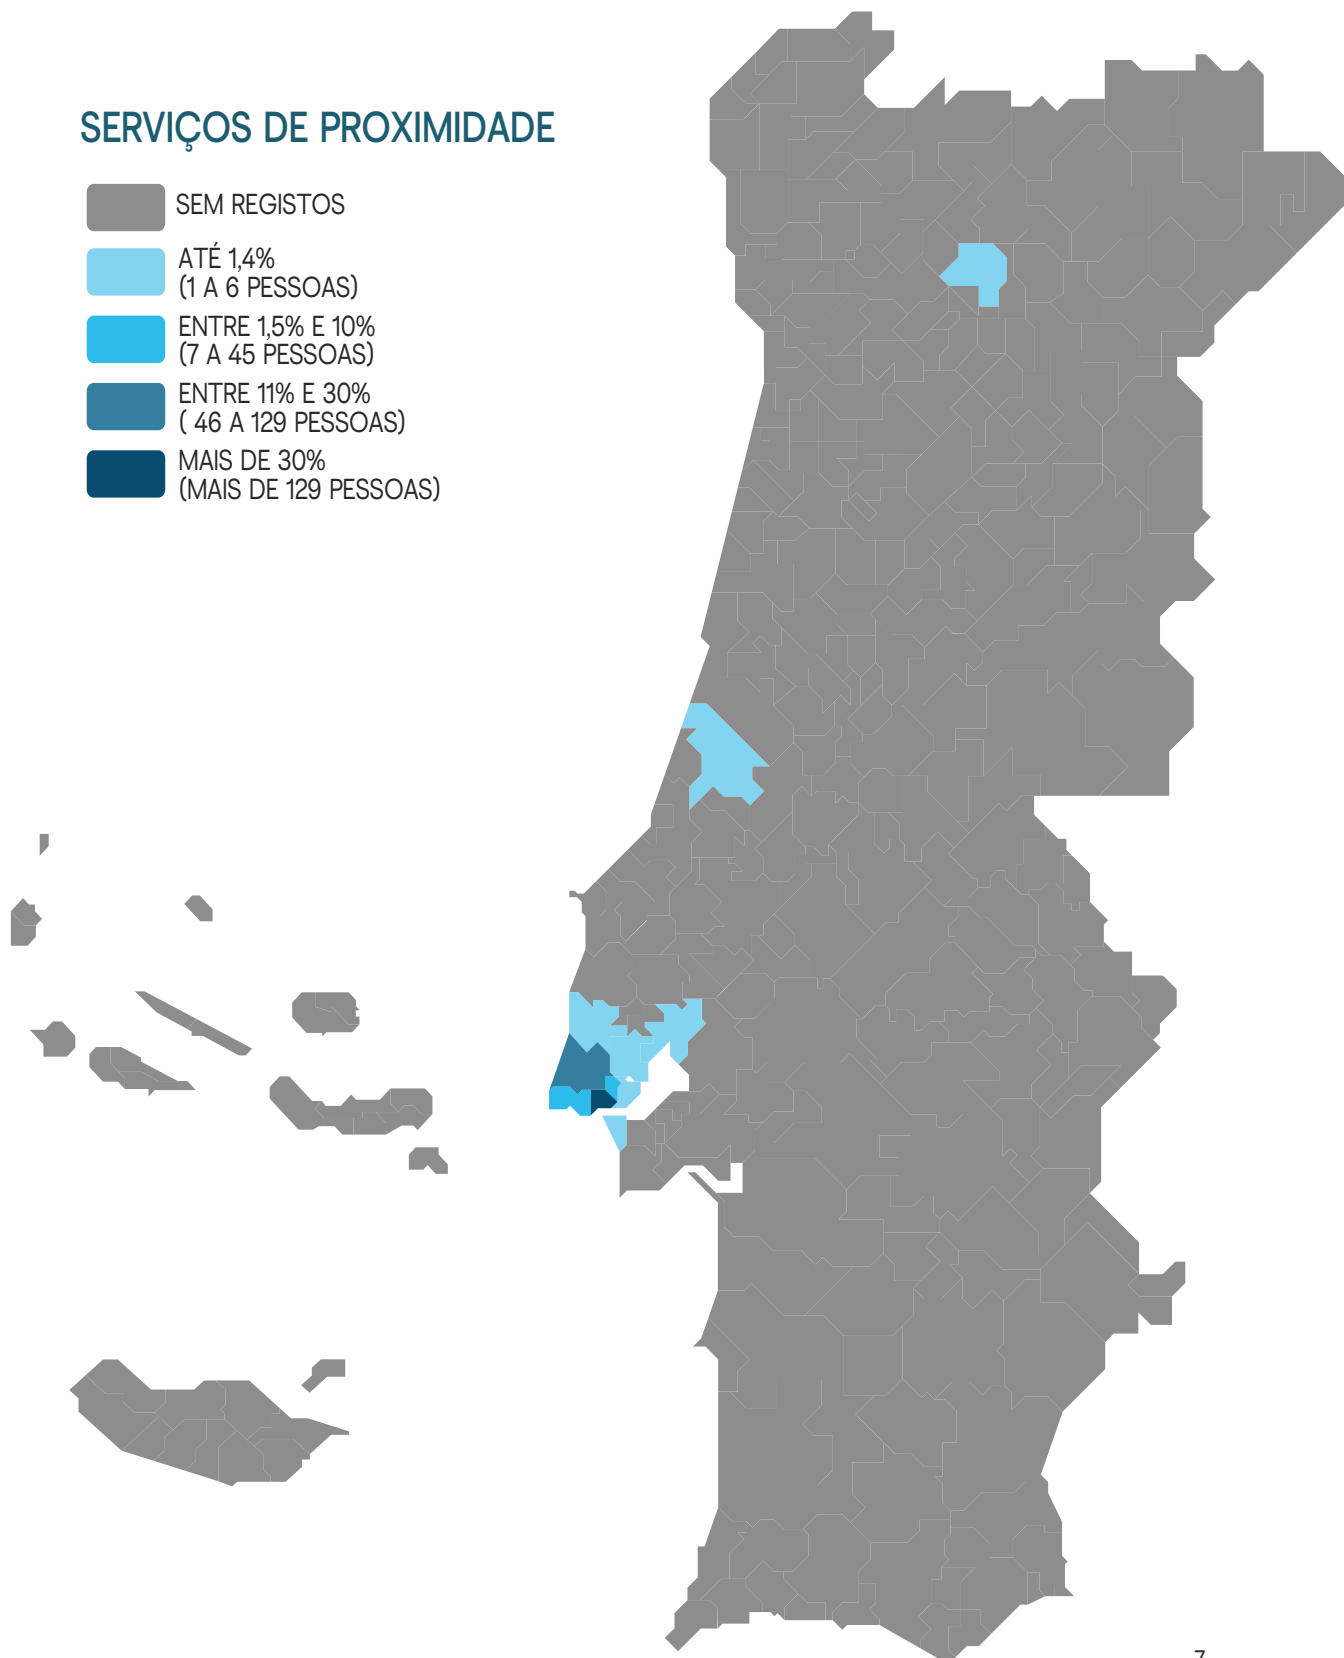 SERVIÇOS DE PROXIMIDADE
SEM REGISTOS
ATÉ 1,4%
(1 A 6 PESSOAS)
ENTRE 1,5% E 10%
(7 A 45 PESSOAS)
ENTRE 11% E 30%
( 46 A 129 PESSOAS)
MAIS DE 30%
(MAIS DE 129 PESSOAS)
7